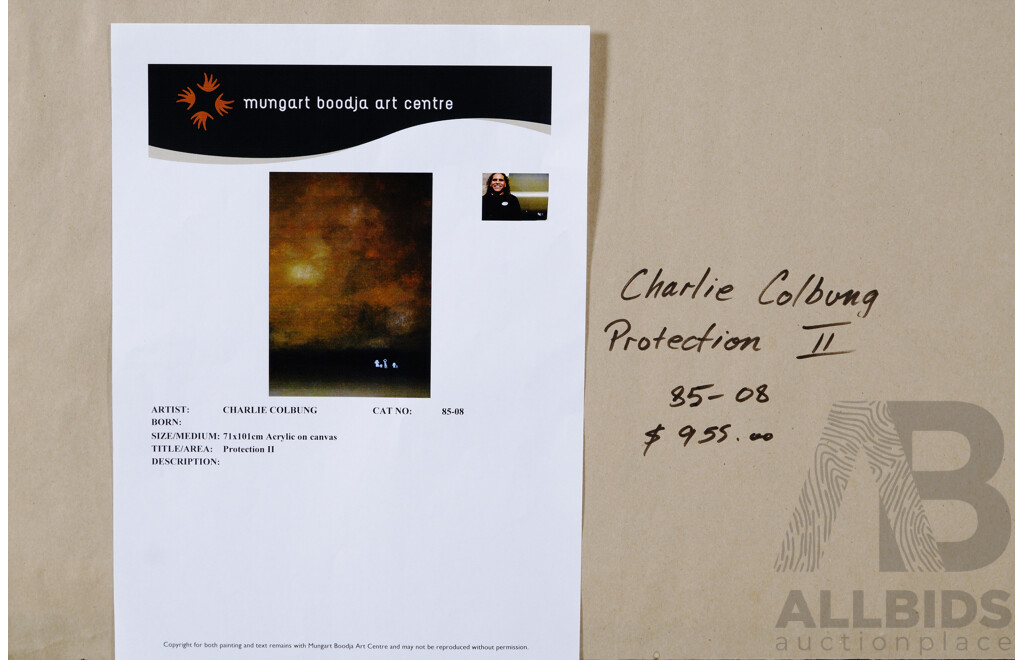 mungart boodja art centre
ARTIST: CHARLIE COLBUNG CAT NO: 85-08
BORN:
SIZE/MEDIUM: 71x101cm Acrylic on canvas
TITLE/AREA: Protection II
DESCRIPTION:
Copyright for both painting and text remains with Mungart Boodja Art Centre and may not be reproduced without permission.
Charlie Colbung
Protection II
85-08
$ 955.00
AB
ALLBIDS
auctionplace